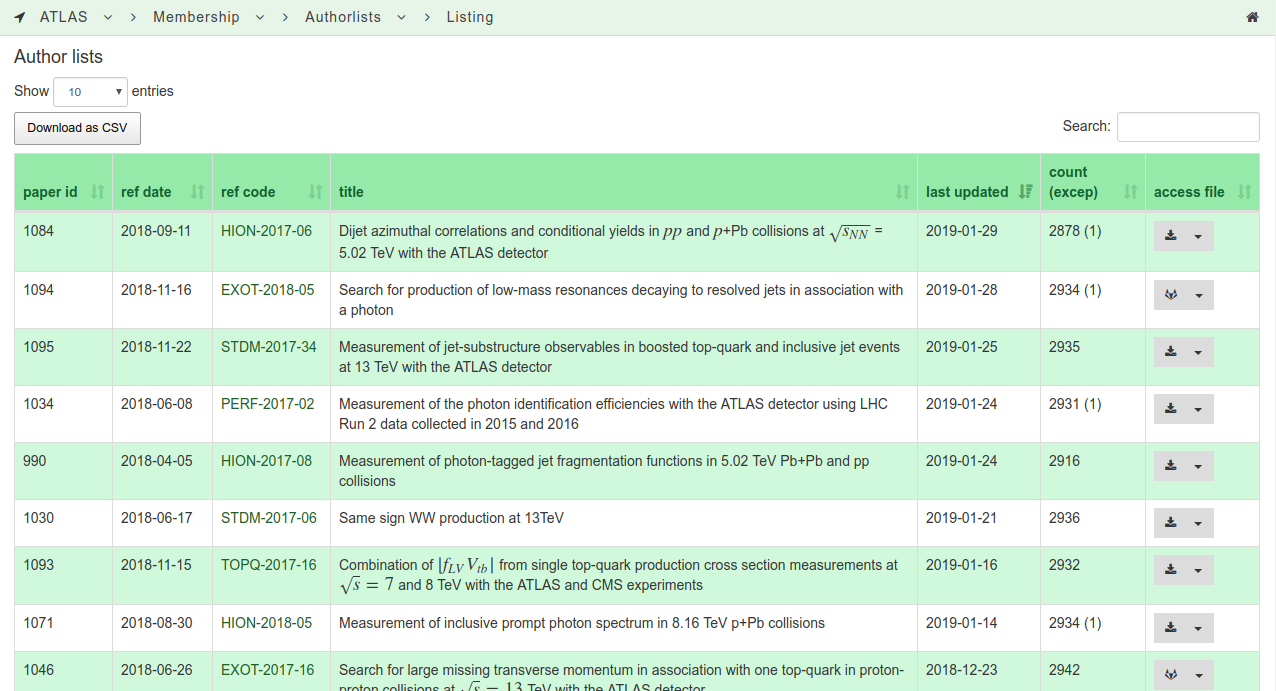 ATLAS Membership Authorlists Listing
Author lists
Show 10 entries
Download as CSV
Search:
count
paper id ref date ref code title last updated (excep) access file
1084 2018-09-11 HION-2017-06 Dijet azimuthal correlations and conditional yields in pp and p+Pb collisions at √sNN = 2019-01-29 2878 (1)
5.02 TeV with the ATLAS detector
1094 2018-11-16 EXOT-2018-05 Search for production of low-mass resonances decaying to resolved jets in association with 2019-01-28 2934 (1)
a photon
1095 2018-11-22 STDM-2017-34 Measurement of jet-substructure observables in boosted top-quark and inclusive jet events 2019-01-25 2935
at 13 TeV with the ATLAS detector
1034 2018-06-08 PERF-2017-02 Measurement of the photon identification efficiencies with the ATLAS detector using LHC 2019-01-24 2931 (1)
Run 2 data collected in 2015 and 2016
990 2018-04-05 HION-2017-08 Measurement of photon-tagged jet fragmentation functions in 5.02 TeV Pb+Pb and pp 2019-01-24 2916
collisions
1030 2018-06-17 STDM-2017-06 Same sign WW production at 13TeV 2019-01-21 2936
1093 2018-11-15 TOPQ-2017-16 Combination of |fLV Vtb| from single top-quark production cross section measurements at 2019-01-16 2932
√s = 7 and 8 TeV with the ATLAS and CMS experiments
1071 2018-08-30 HION-2018-05 Measurement of inclusive prompt photon spectrum in 8.16 TeV p+Pb collisions 2019-01-14 2934 (1)
1046 2018-06-26 EXOT-2017-16 Search for large missing transverse momentum in association with one top-quark in proton- 2018-12-23 2942
proton collisions at √s = 13 TeV with the ATLAS detector